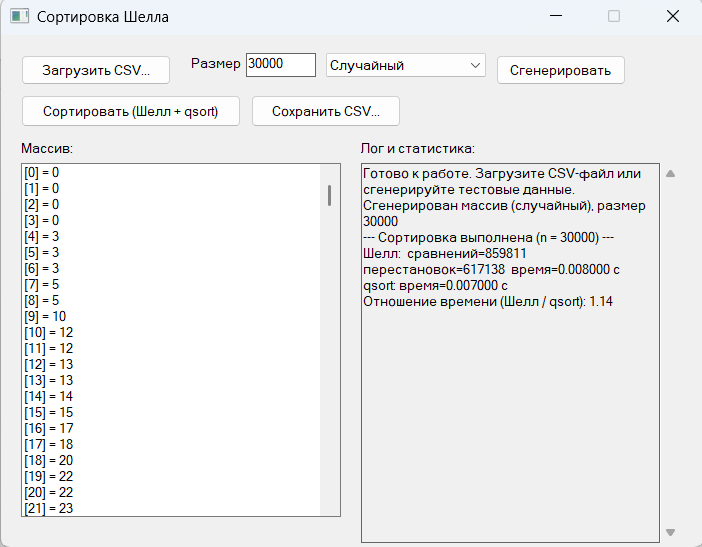 Сортировка Шелла
Загрузить CSV...
Размер
30000
Случайный
Сгенерировать
Сортировать (Шелл + qsort)
Сохранить CSV...
Массив:
[0] = 0
[1] = 0
[2] = 0
[3] = 0
[4] = 3
[5] = 3
[6] = 3
[7] = 5
[8] = 5
[9] = 10
[10] = 12
[11] = 12
[12] = 13
[13] = 13
[14] = 14
[15] = 15
[16] = 17
[17] = 18
[18] = 20
[19] = 22
[20] = 22
[21] = 23
Лог и статистика:
Готово к работе. Загрузите CSV-файл или
сгенерируйте тестовые данные.
Сгенерирован массив (случайный), размер
30000
--- Сортировка выполнена (n = 30000) ---
Шелл: сравнений=859811
перестановок=617138 время=0.008000 с
qsort: время=0.007000 с
Отношение времени (Шелл / qsort): 1.14